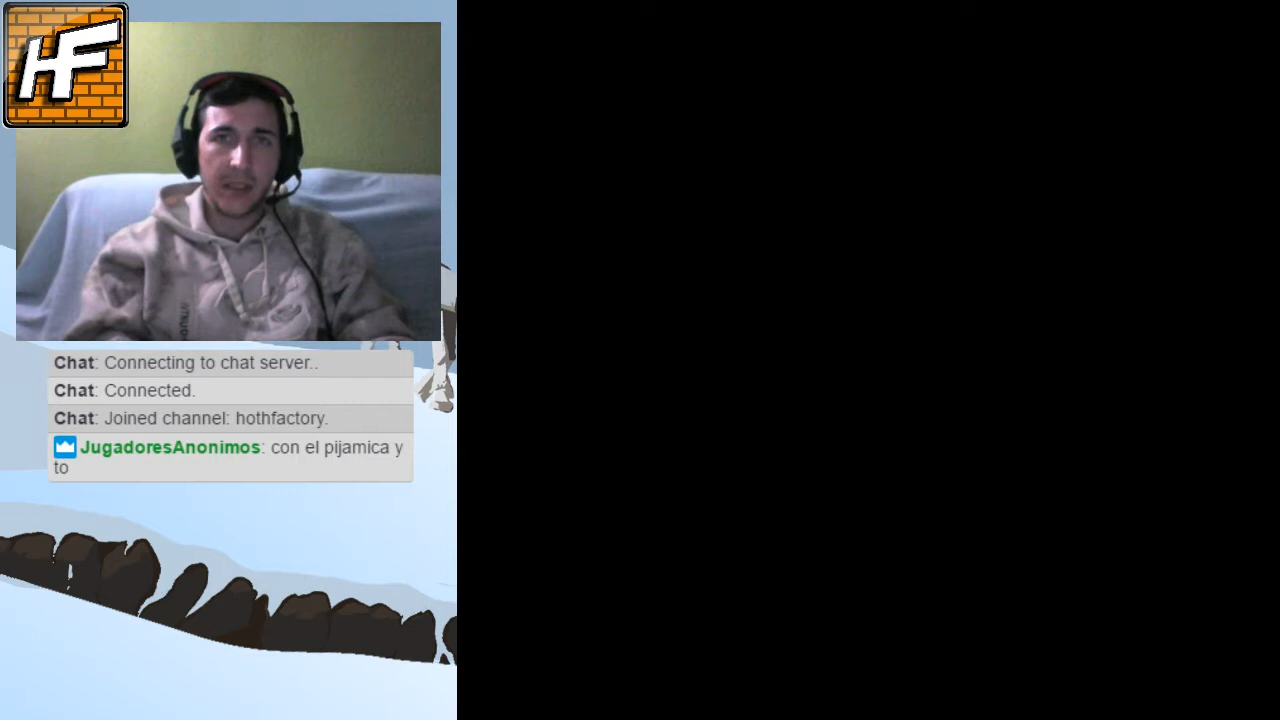 HF
Chat: Connecting to chat server..
Chat: Connected.
Chat: Joined channel: hothfactory.
JugadoresAnonimos: con el pijamica y
to